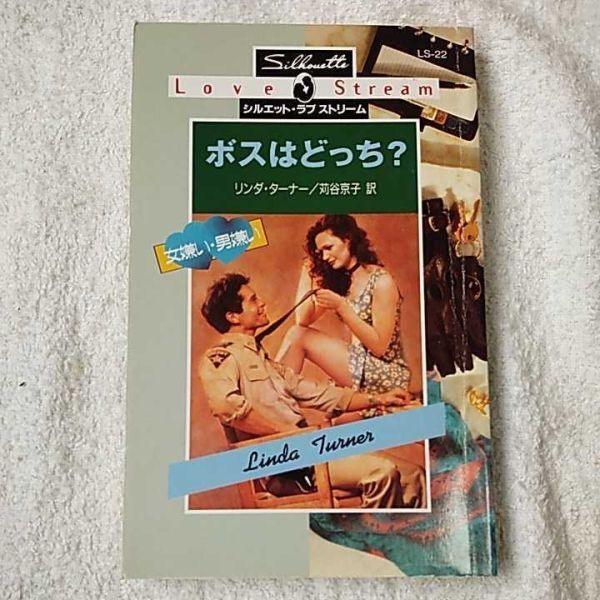 LS-22
Silhouette
Love Stream
シルエット・ラブ ストリーム
ボスはどっち?
リンダ・ターナー/苅谷京子 訳
女嫌い・男嫌い
Linda Turner